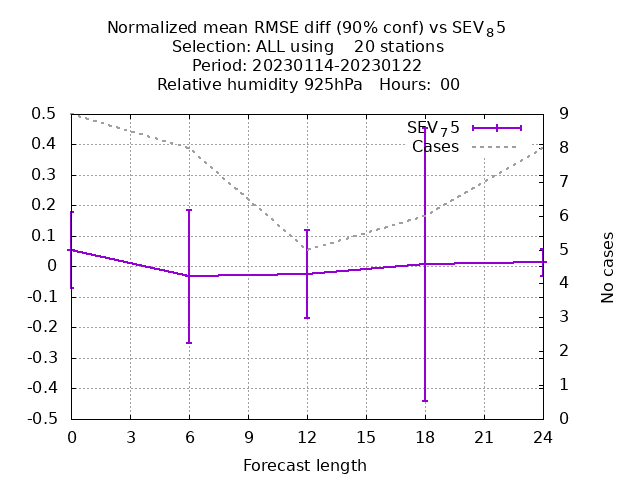 Normalized mean RMSE diff (90% conf) vs SEV₈5
Selection: ALL using 20 stations
Period: 20230114-20230122
Relative humidity 925hPa Hours: 00
SEV₇5
Cases
0.5
0.4
0.3
0.2
0.1
0
-0.1
-0.2
-0.3
-0.4
-0.5
9
8
7
6
5
4
3
2
1
0
No cases
0 3 6 9 12 15 18 21 24
Forecast length